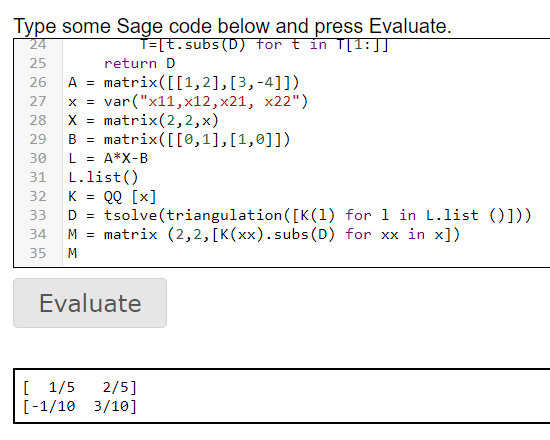 Type some Sage code below and press Evaluate.
24 T=[t.subs(D) for t in T[1:]]
25 return D
26 A = matrix([[1,2],[3,-4]])
27 x = var("x11,x12,x21, x22")
28 X = matrix(2,2,x)
29 B = matrix([[0,1],[1,0]])
30 L = A*X-B
31 L.list()
32 K = QQ [x]
33 D = tsolve(triangulation([K(l) for l in L.list ()]))
34 M = matrix (2,2,[K(xx).subs(D) for xx in x])
35 M
Evaluate
[  1/5   2/5]
[-1/10  3/10]